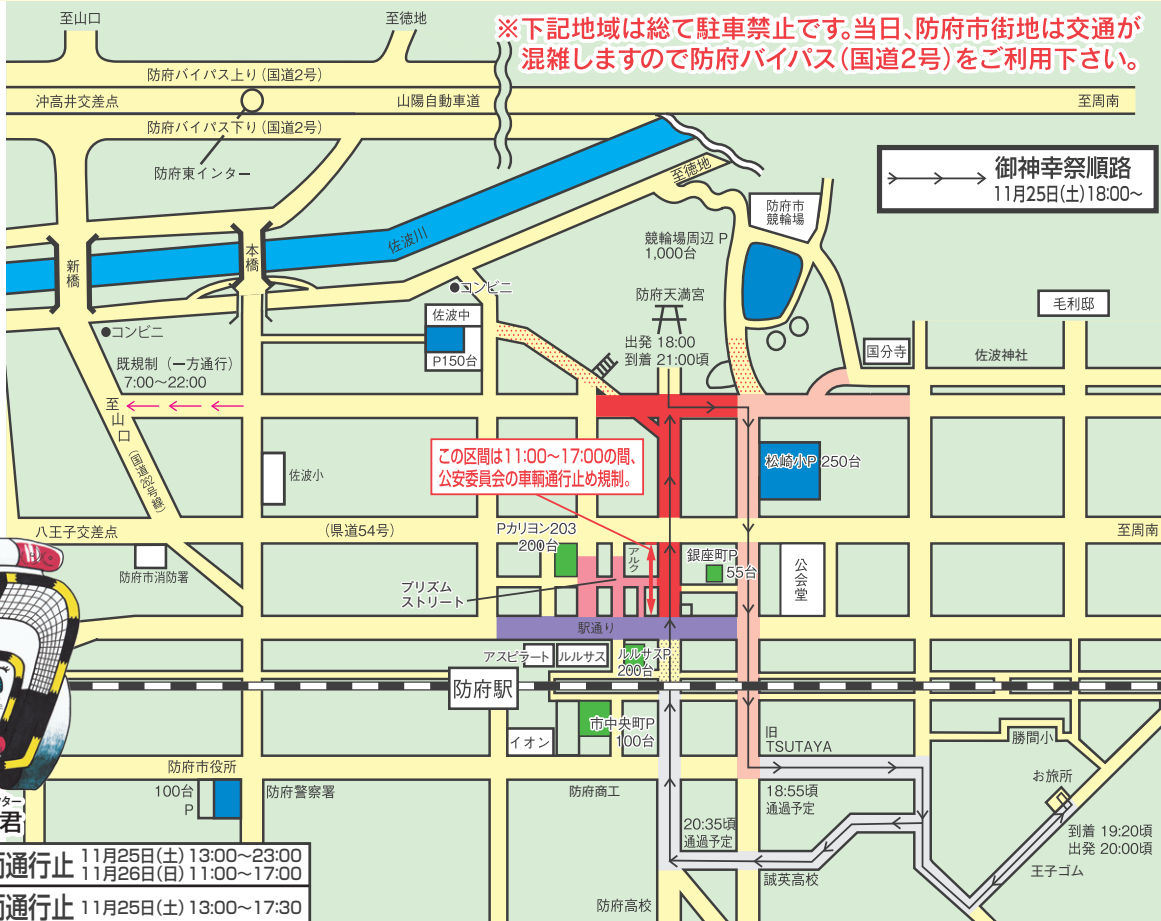 ※下記地域は総て駐車禁止です。当日、防府市街地は交通が
混雑しますので防府バイパス(国道2号)をご利用下さい。
至山口
至徳地
防府バイパス上り(国道2号)
沖高井交差点
山陽自動車道
至周南
防府バイパス下り(国道2号)
防府東インター
御神幸祭順路
11月25日(土)18:00〜
至徳地
防府市
競輪場
佐波川
新橋
本橋
競輪場周辺 P
1,000台
コンビニ
防府天満宮
出発 18:00
到着 21:00頃
毛利邸
コンビニ
佐波中
P150台
国分寺
佐波神社
既規制(一方通行)
7:00〜22:00
至山口
(国道262号線)
この区間は11:00〜17:00の間、
公安委員会の車輌通行止め規制。
佐波小
松崎小P 250台
八王子交差点
(県道54号)
Pカリヨン203
200台
至周南
アルク
銀座町P
55台
公会堂
防府市消防署
プリズム
ストリート
駅通り
アスピラート
ルルサス
ルルサスP
200台
防府駅
イオン
市中央町P
100台
旧
TSUTAYA
勝間小
防府市役所
100台
P
防府警察署
防府商工
18:55頃
通過予定
お旅所
到着 19:20頃
出発 20:00頃
20:35頃
通過予定
王子ゴム
誠英高校
防府高校
ター
君
通行止 11月25日(土) 13:00〜23:00
11月26日(日) 11:00〜17:00
通行止 11月25日(土) 13:00〜17:30